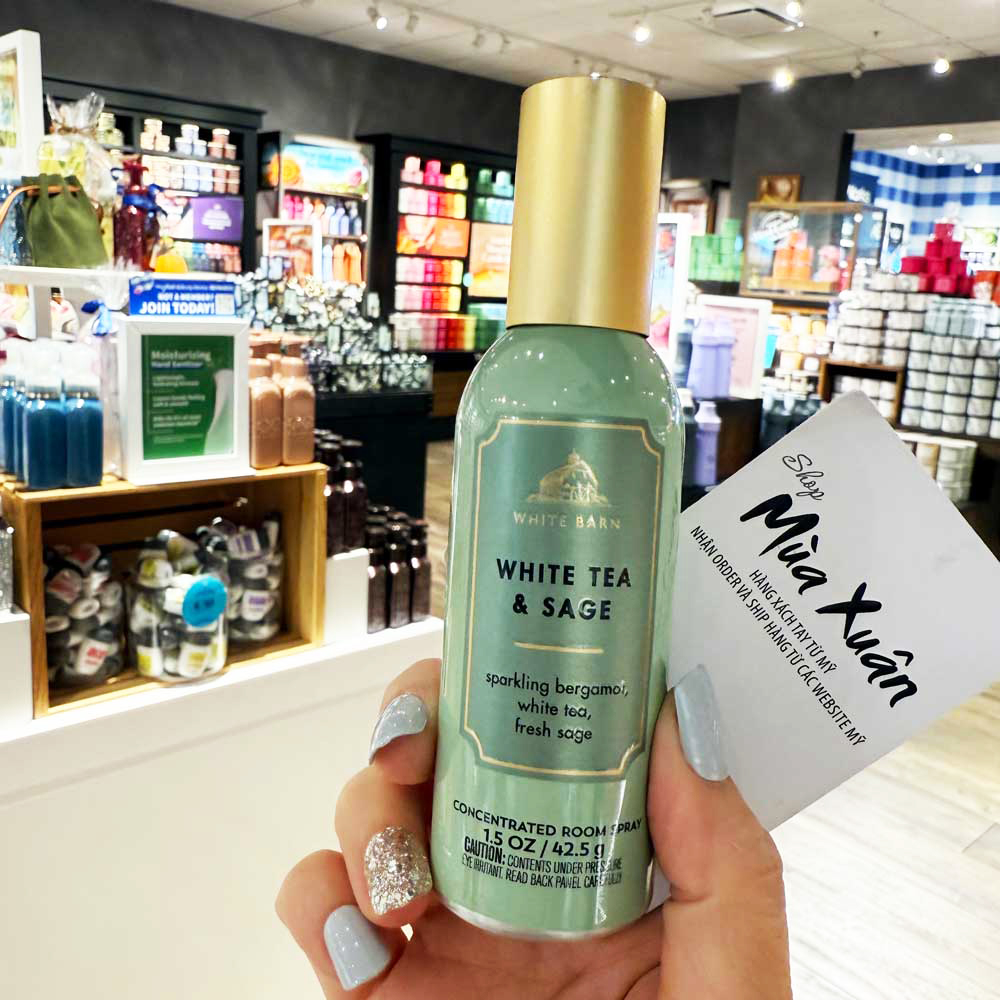 NOT A MEMBER?
JOIN TODAY!
Moisturizing
Hand Sanitizer
WHITE BARN
WHITE TEA
& SAGE
sparkling bergamot,
white tea,
fresh sage
CONCENTRATED ROOM SPRAY
1.5 OZ / 42.5 g
CAUTION: CONTENTS UNDER PRESSURE
EYE IRRITANT. READ BACK PANEL CAREFULLY
Shop
Mùa Xuân
HÀNG XÁCH TAY TỪ MỸ
NHẬN ORDER VÀ SHIP HÀNG TỪ CÁC WEBSITE MỸ